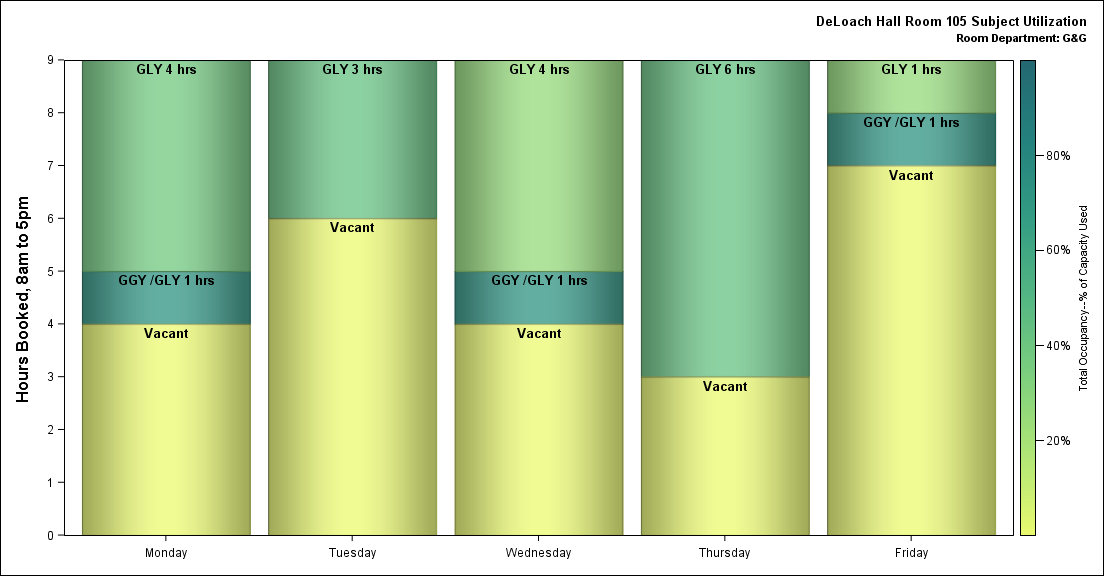 DeLoach Hall Room 105 Subject Utilization
Room Department: G&G
Hours Booked, 8am to 5pm
9
8
7
6
5
4
3
2
1
0
GLY 4 hrs
GGY /GLY 1 hrs
Vacant
GLY 3 hrs
Vacant
GLY 4 hrs
GGY /GLY 1 hrs
Vacant
GLY 6 hrs
Vacant
GLY 1 hrs
GGY /GLY 1 hrs
Vacant
Monday
Tuesday
Wednesday
Thursday
Friday
80%
60%
40%
20%
Total Occupancy--% of Capacity Used